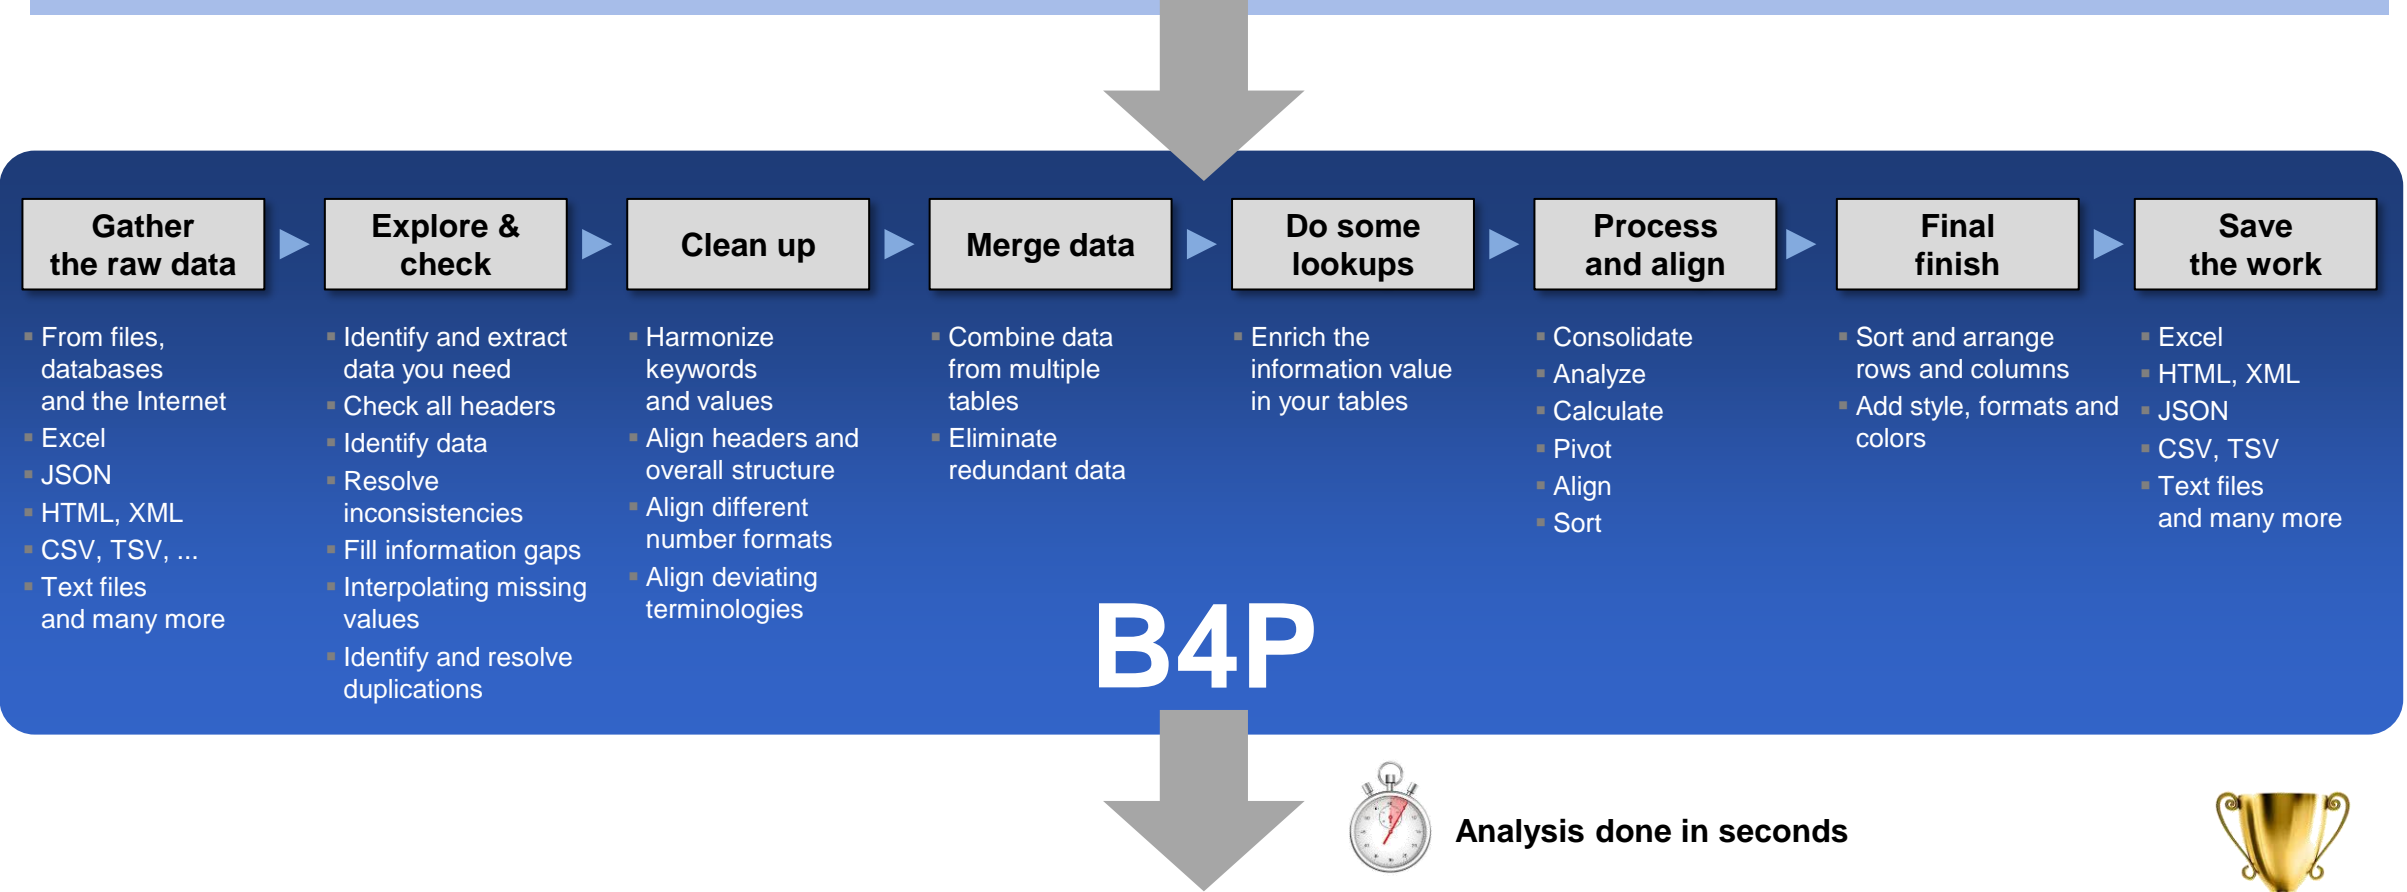 Gather
the raw data
Explore &
check
Clean up
Merge data
Do some
lookups
Process
and align
Final
finish
Save
the work
From files,
databases
and the Internet
Excel
JSON
HTML, XML
CSV, TSV, ...
Text files
and many more
Identify and extract
data you need
Check all headers
Identify data
Resolve
inconsistencies
Fill information gaps
Interpolating missing
values
Identify and resolve
duplications
Harmonize
keywords
and values
Align headers and
overall structure
Align different
number formats
Align deviating
terminologies
Combine data
from multiple
tables
Eliminate
redundant data
Enrich the
information value
in your tables
Consolidate
Analyze
Calculate
Pivot
Align
Sort
Sort and arrange
rows and columns
Add style, formats and
colors
Excel
HTML, XML
JSON
CSV, TSV
Text files
and many more
B4P
Analysis done in seconds